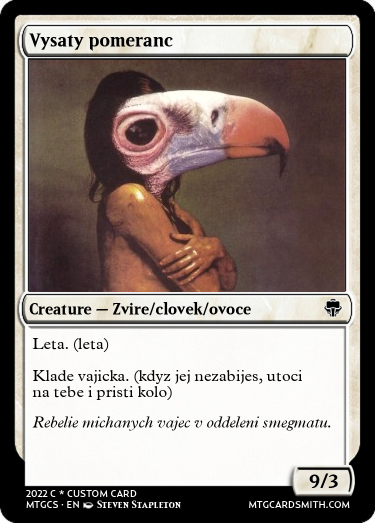 Vysaty pomeranc
Creature — Zvire/clovek/ovoce
Leta. (leta)
Klade vajicka. (kdyz jej nezabijes, utoci
na tebe i pristi kolo)
Rebelie michanych vajec v oddeleni smegmatu.
9/3
2022 C * CUSTOM CARD
MTGCS • EN STEVEN STAPLETON
MTGCARDSMITH.COM